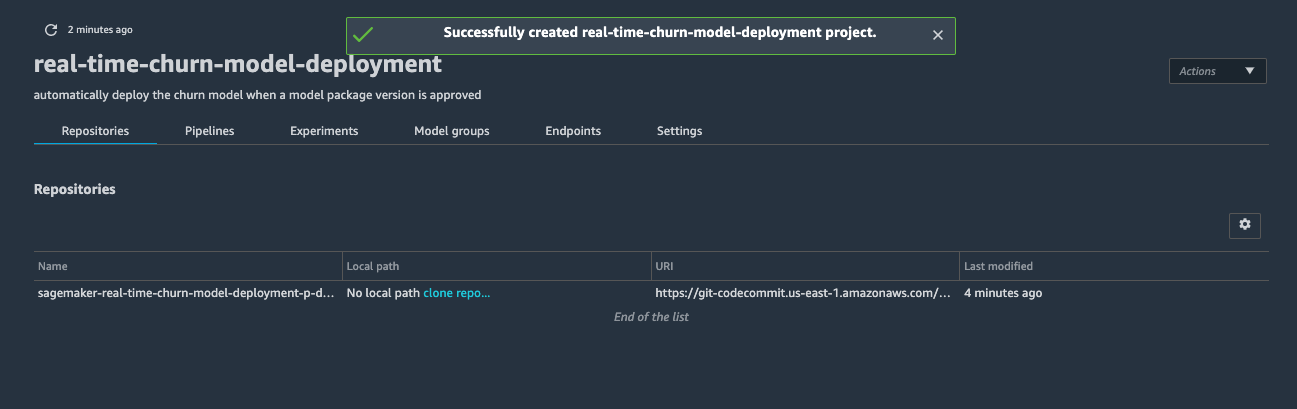 2 minutes ago
Successfully created real-time-churn-model-deployment project.
real-time-churn-model-deployment
Actions
automatically deploy the churn model when a model package version is approved
Repositories Pipelines Experiments Model groups Endpoints Settings
Repositories
Name Local path URI Last modified
sagemaker-real-time-churn-model-deployment-p-d... No local path clone repo... https://git-codecommit.us-east-1.amazonaws.com/... 4 minutes ago
End of the list